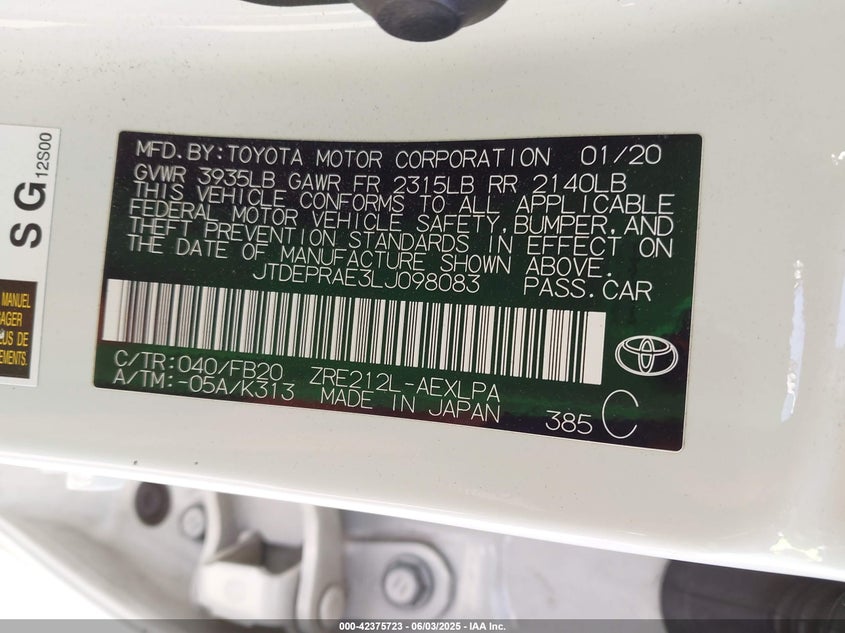 MFD.BY:TOYOTA MOTOR CORPORATION 01/20
GVWR 3935LB GAWR FR 2315LB RR 2140LB
THIS VEHICLE CONFORMS TO ALL APPLICABLE
FEDERAL MOTOR VEHICLE SAFETY,BUMPER,AND
THEFT PREVENTION STANDARDS IN EFFECT ON
THE DATE OF MANUFACTURE SHOWN ABOVE.
JTDEPRAE3LJ098083 PASS.CAR
C/TR:040/FB20 ZRE212L-AEXLPA
A/TM:-05A/K313 MADE IN JAPAN
385 C
SG
12S00
MANUEL
DE
000-42375723 - 06/03/2025 - IAA Inc.